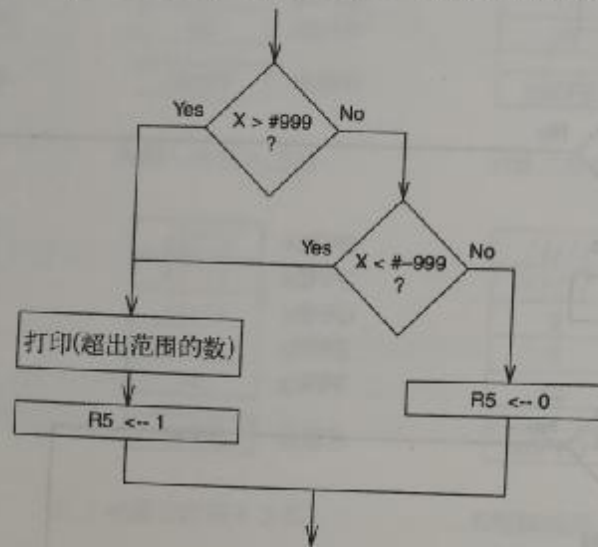 X > #999
?
Yes
No
X < #-999
?
Yes
No
打印(超出范围的数)
R5 <-- 1
R5 <-- 0